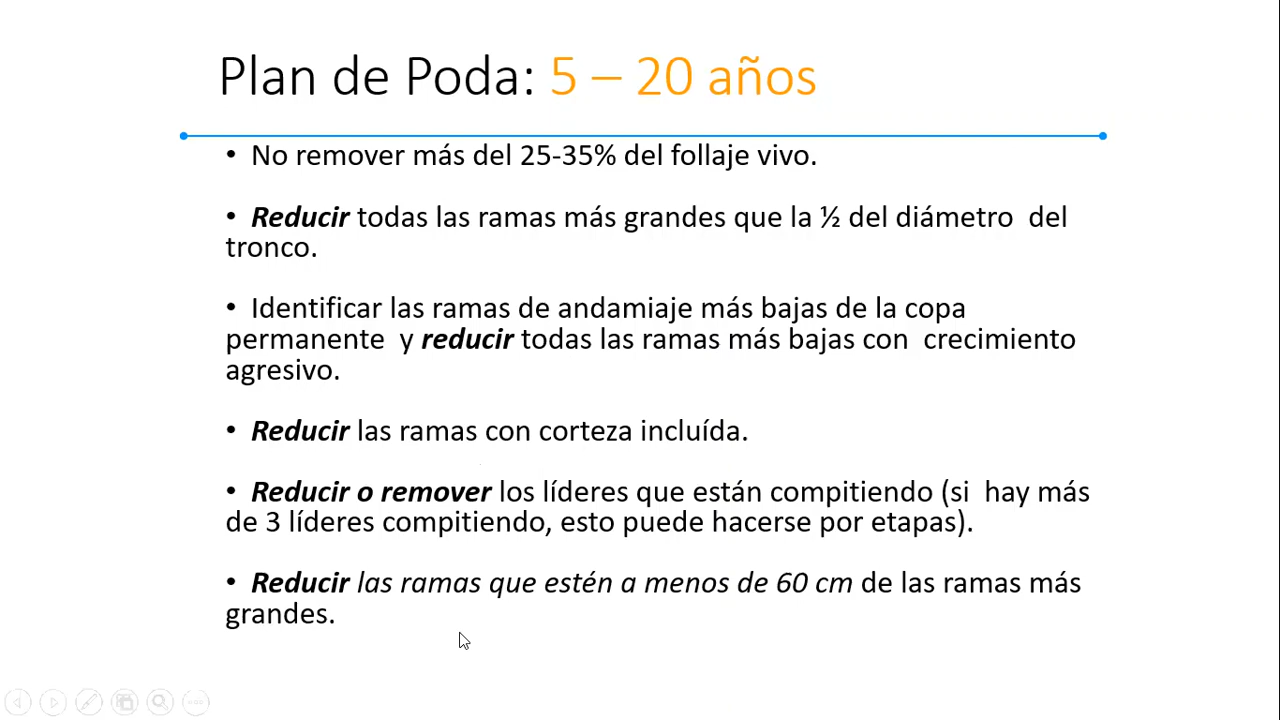 Plan de Poda: 5 – 20 años
• No remover más del 25-35% del follaje vivo.
• Reducir todas las ramas más grandes que la ½ del diámetro del
tronco.
• Identificar las ramas de andamiaje más bajas de la copa
permanente y reducir todas las ramas más bajas con crecimiento
agresivo.
• Reducir las ramas con corteza incluída.
• Reducir o remover los líderes que están compitiendo (si hay más
de 3 líderes compitiendo, esto puede hacerse por etapas).
• Reducir las ramas que estén a menos de 60 cm de las ramas más
grandes.